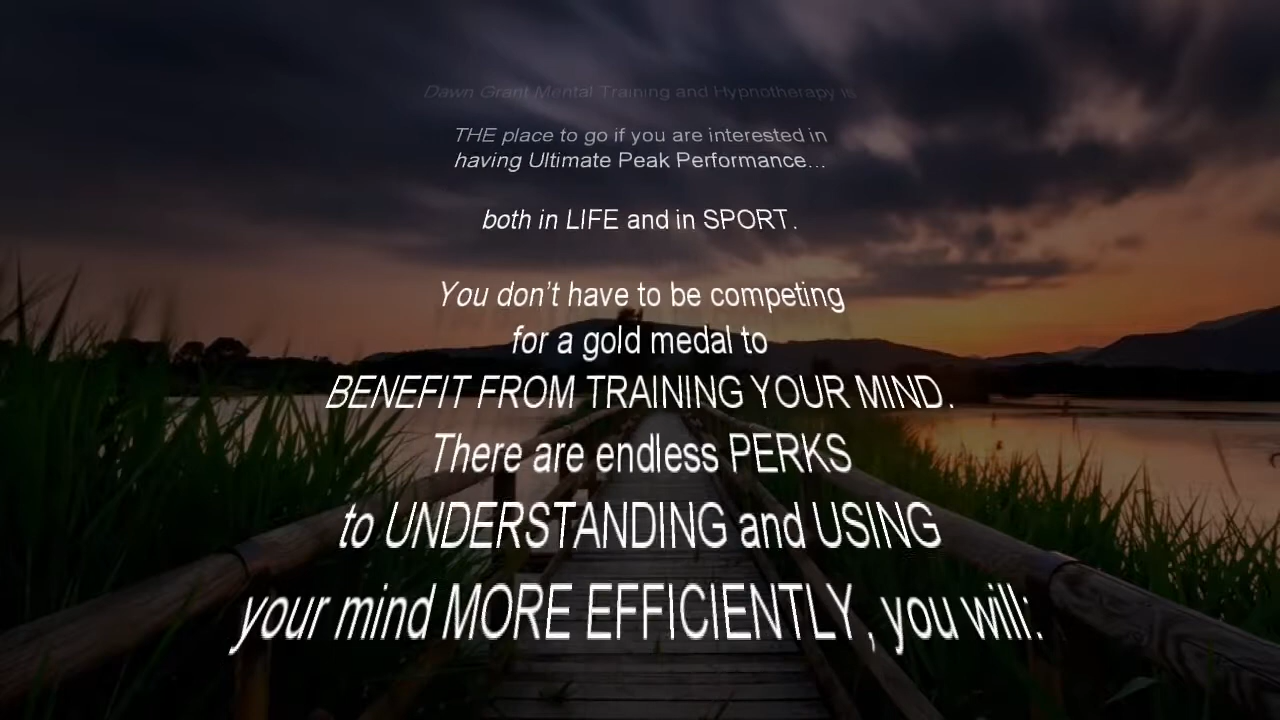 Dawn Grant Mental Training and Hypnotherapy is
THE place to go if you are interested in
having Ultimate Peak Performance...
both in LIFE and in SPORT.
You don't have to be competing
for a gold medal to
BENEFIT FROM TRAINING YOUR MIND.
There are endless PERKS
to UNDERSTANDING and USING
your mind MORE EFFICIENTLY, you will: